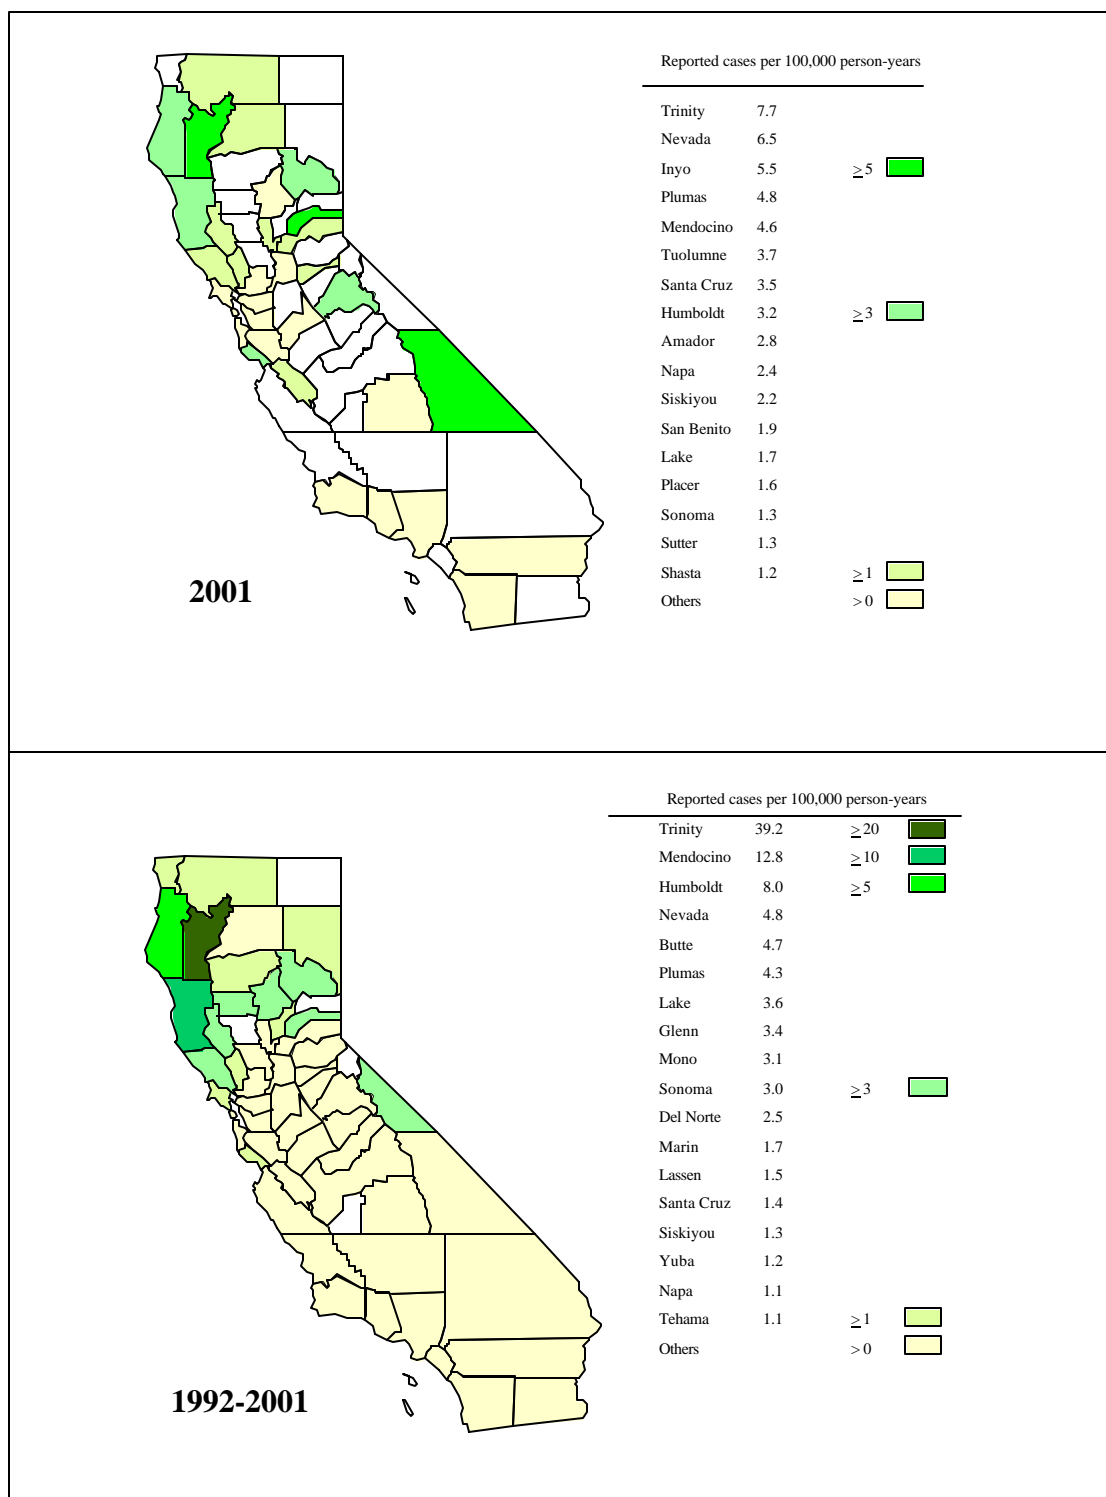 Reported cases per 100,000 person-years
Trinity 7.7
Nevada 6.5
Inyo 5.5 ≥5
Plumas 4.8
Mendocino 4.6
Tuolumne 3.7
Santa Cruz 3.5
Humboldt 3.2 ≥3
Amador 2.8
Napa 2.4
Siskiyou 2.2
San Benito 1.9
Lake 1.7
Placer 1.6
Sonoma 1.3
Sutter 1.3
Shasta 1.2 ≥1
Others >0
2001
Reported cases per 100,000 person-years
Trinity 39.2 ≥20
Mendocino 12.8 ≥10
Humboldt 8.0 ≥5
Nevada 4.8
Butte 4.7
Plumas 4.3
Lake 3.6
Glenn 3.4
Mono 3.1
Sonoma 3.0 ≥3
Del Norte 2.5
Marin 1.7
Lassen 1.5
Santa Cruz 1.4
Siskiyou 1.3
Yuba 1.2
Napa 1.1
Tehama 1.1 ≥1
Others >0
1992-2001